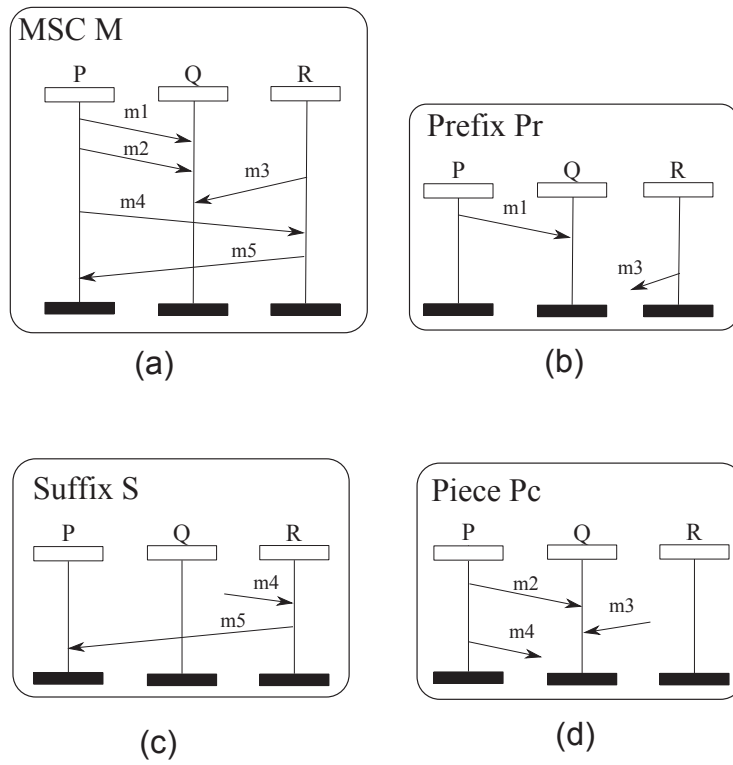 MSC M
P Q R
m1
m2
m3
m4
m5
(a)
Prefix Pr
P Q R
m1
m3
(b)
Suffix S
P Q R
m4
m5
(c)
Piece Pc
P Q R
m2
m3
m4
(d)